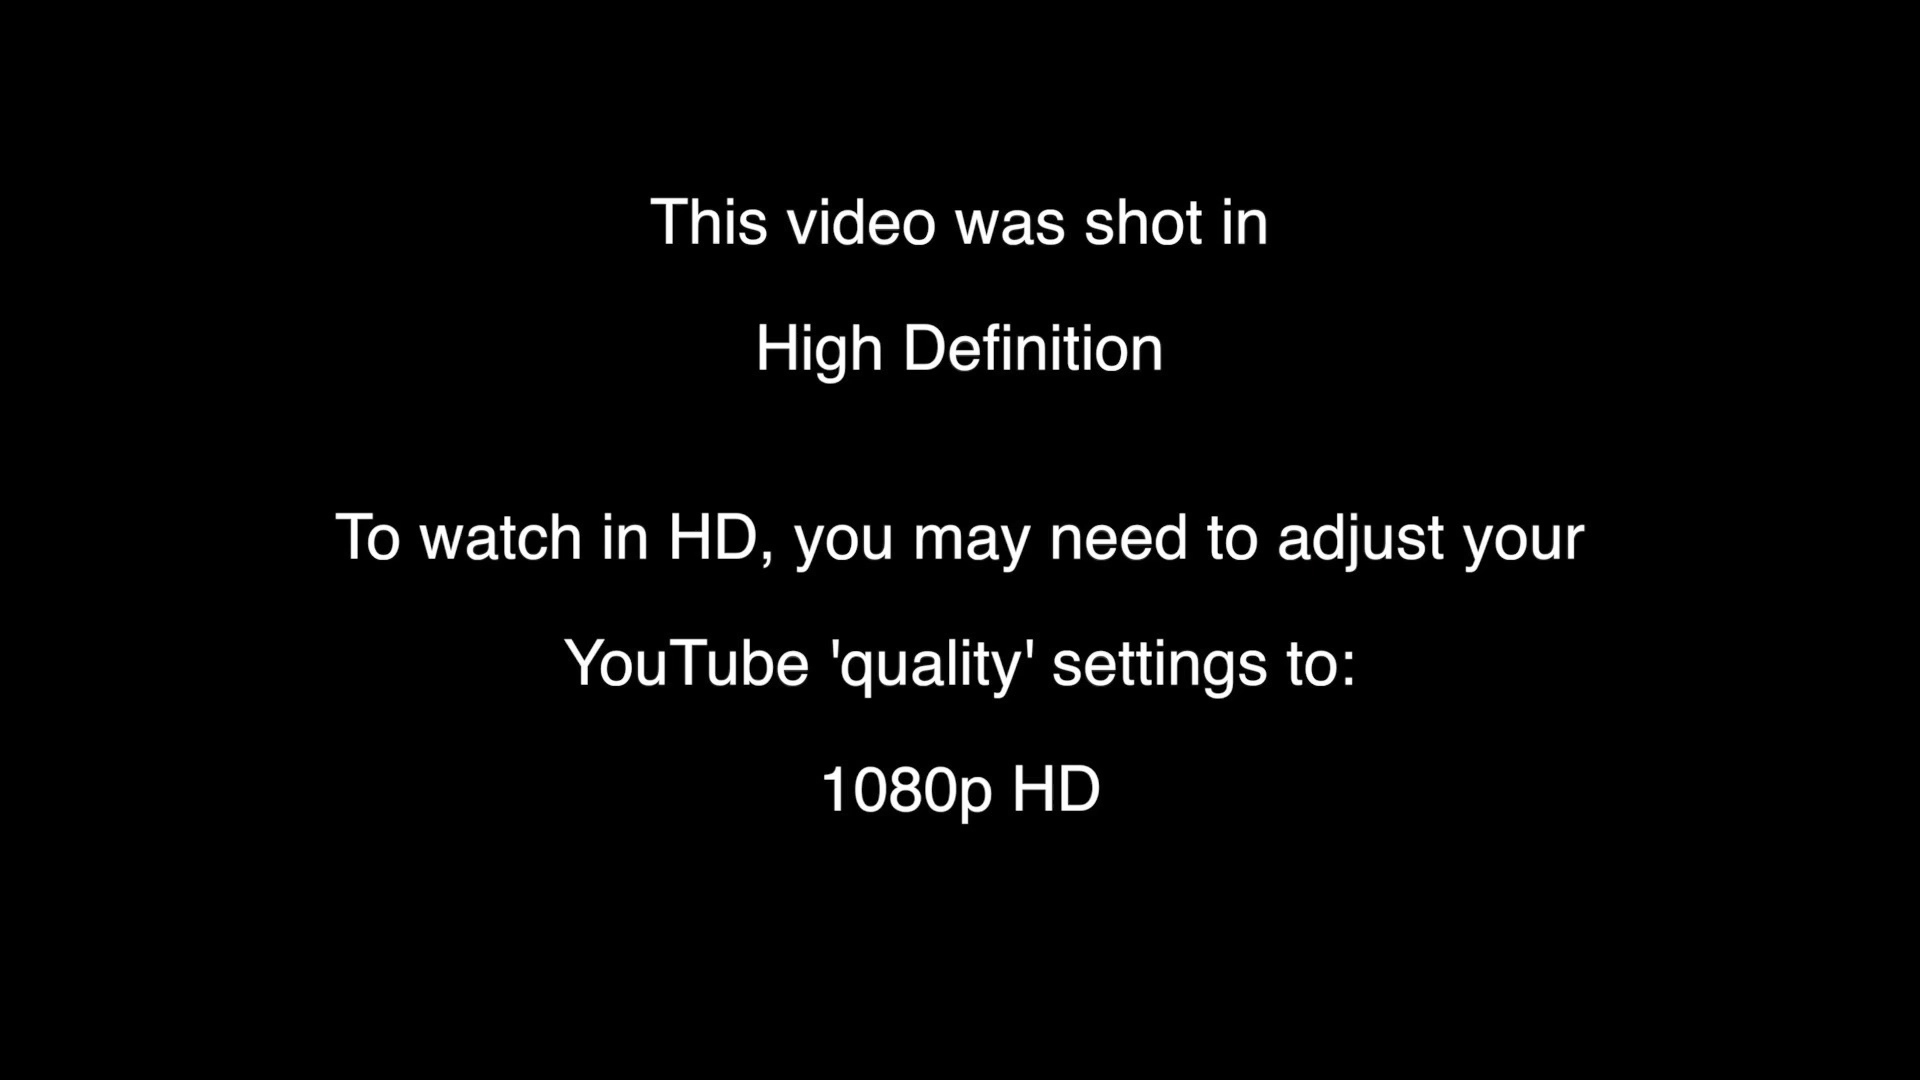 This video was shot in
High Definition
To watch in HD, you may need to adjust your
YouTube 'quality' settings to:
1080p HD